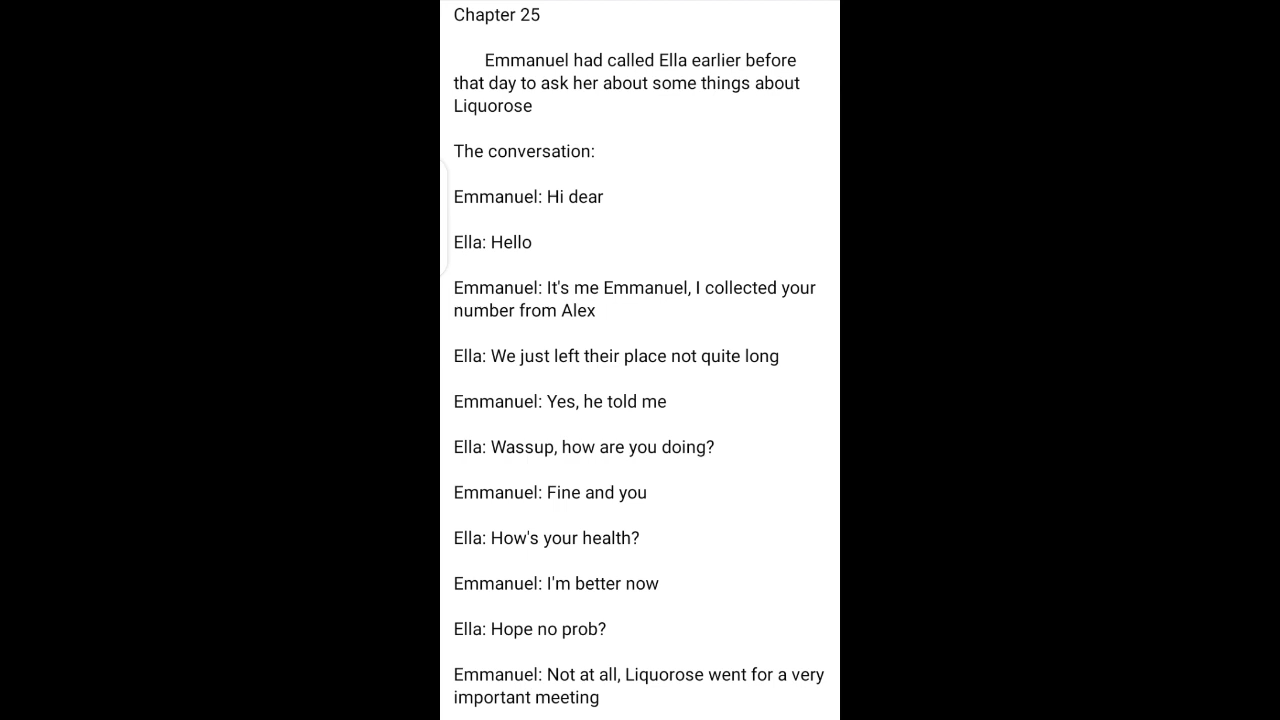 Chapter 25
Emmanuel had called Ella earlier before
that day to ask her about some things about
Liquorose
The conversation:
Emmanuel: Hi dear
Ella: Hello
Emmanuel: It's me Emmanuel, I collected your
number from Alex
Ella: We just left their place not quite long
Emmanuel: Yes, he told me
Ella: Wassup, how are you doing?
Emmanuel: Fine and you
Ella: How's your health?
Emmanuel: I'm better now
Ella: Hope no prob?
Emmanuel: Not at all, Liquorose went for a very
important meeting